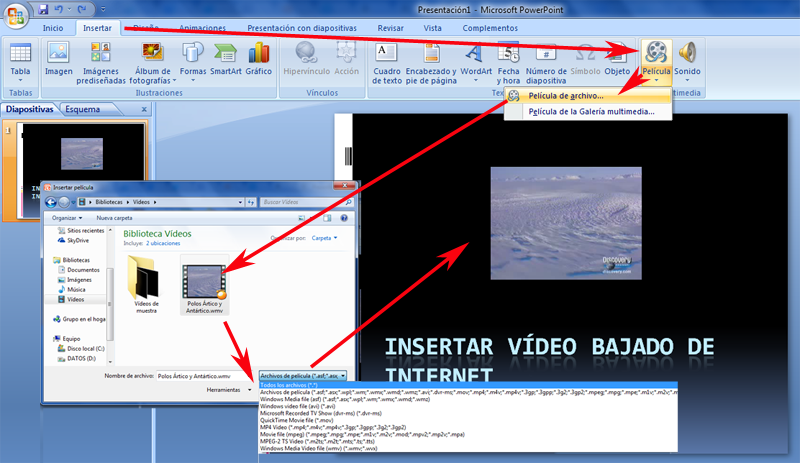 Presentación1 - Microsoft PowerPoint
Inicio Insertar Diseño Animaciones Presentación con diapositivas Revisar Vista Complementos
Tabla Imagen Imágenes prediseñadas Álbum de fotografías Formas SmartArt Gráfico Hipervínculo Acción Cuadro de texto Encabezado y pie de página WordArt Fecha y hora Número de diapositiva Símbolo Objeto Película Sonido
Tablas Ilustraciones Vínculos
Película de archivo...
Película de la Galería multimedia...
Diapositivas Esquema
1
Insertar película
Bibliotecas Vídeos
Buscar Vídeos
Organizar Nueva carpeta
Sitios recientes
SkyDrive
Bibliotecas
Documentos
Imágenes
Música
Vídeos
Grupo en el hoga
Equipo
Disco local (C:)
DATOS (D:)
Biblioteca Vídeos
Incluye: 2 ubicaciones
Organizar por: Carpeta
Vídeos de muestra
Polos Ártico y Antártico.wmv
Nombre de archivo: Polos Ártico y Antártico.wmv
Archivos de película (*.asf;*.asx;
Herramientas
Todos los archivos (*.*)
Archivos de película (*.asf;*.asx;*.wpl;*.wm;*.wmx;*.wmd;*.wmz;*.avi;*.dvr-ms;*.mov;*.mp4;*.m4v;*.mp4v;*.3gp;*.3gpp;*.3g2;*.3gp2;*.mpeg;*.mpg;*.mpe;*.m1v;*.m2v;*.m
Windows Media file (asf) (*.asf;*.asx;*.wpl;*.wm;*.wmx;*.wmd;*.wmz)
Windows video file (avi) (*.avi)
Microsoft Recorded TV Show (dvr-ms) (*.dvr-ms)
QuickTime Movie file (*.mov)
MP4 Video (*.mp4;*.m4v;*.mp4v;*.3gp;*.3gpp;*.3g2;*.3gp2)
Movie file (mpeg) (*.mpeg;*.mpg;*.mpe;*.m1v;*.m2v;*.mod;*.mpv2;*.mp2v;*.mpa)
MPEG-2 TS Video (*.m2ts;*.m2t;*.mts;*.ts;*.tts)
Windows Media Video file (wmv) (*.wmv;*.wvx)
Discovery
discovery.com
INSERTAR VÍDEO BAJADO DE
INTERNET